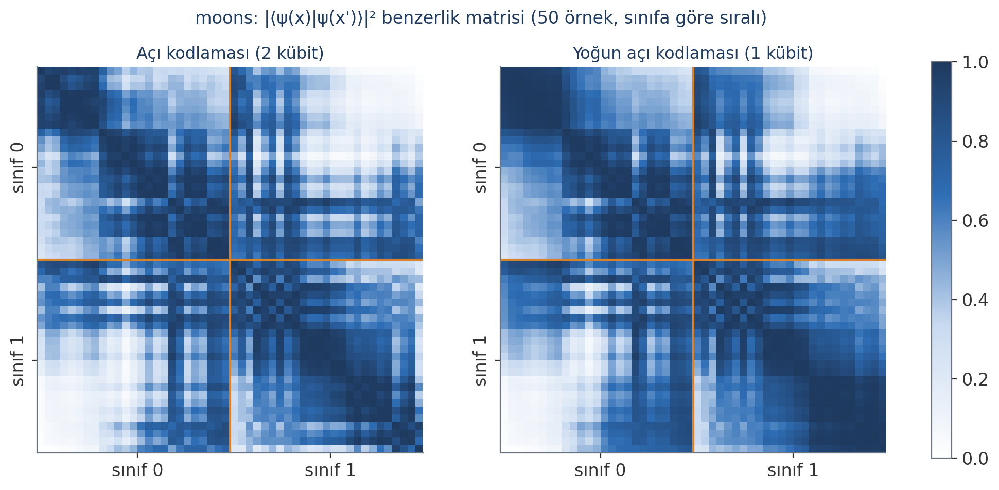 moons: |⟨ψ(x)|ψ(x')⟩|² benzerlik matrisi (50 örnek, sınıfa göre sıralı)
Açı kodlaması (2 kübit)
sınıf 0
sınıf 1
sınıf 0
sınıf 1
Yoğun açı kodlaması (1 kübit)
sınıf 0
sınıf 1
sınıf 0
sınıf 1
1.0
0.8
0.6
0.4
0.2
0.0